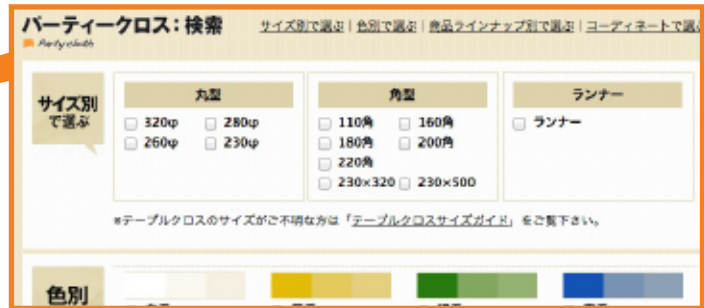 パーティークロス：検索
サイズ別で選ぶ｜色別で選ぶ｜商品ラインナップ別で選ぶ｜コーディネートで選
Party cloth
サイズ別
で選ぶ
丸型
320φ 280φ
260φ 230φ
角型
110角 160角
180角 200角
220角
230×320 230×500
ランナー
ランナー
※テーブルクロスのサイズがご不明な方は「テーブルクロスサイズガイド」をご覧下さい。
色別